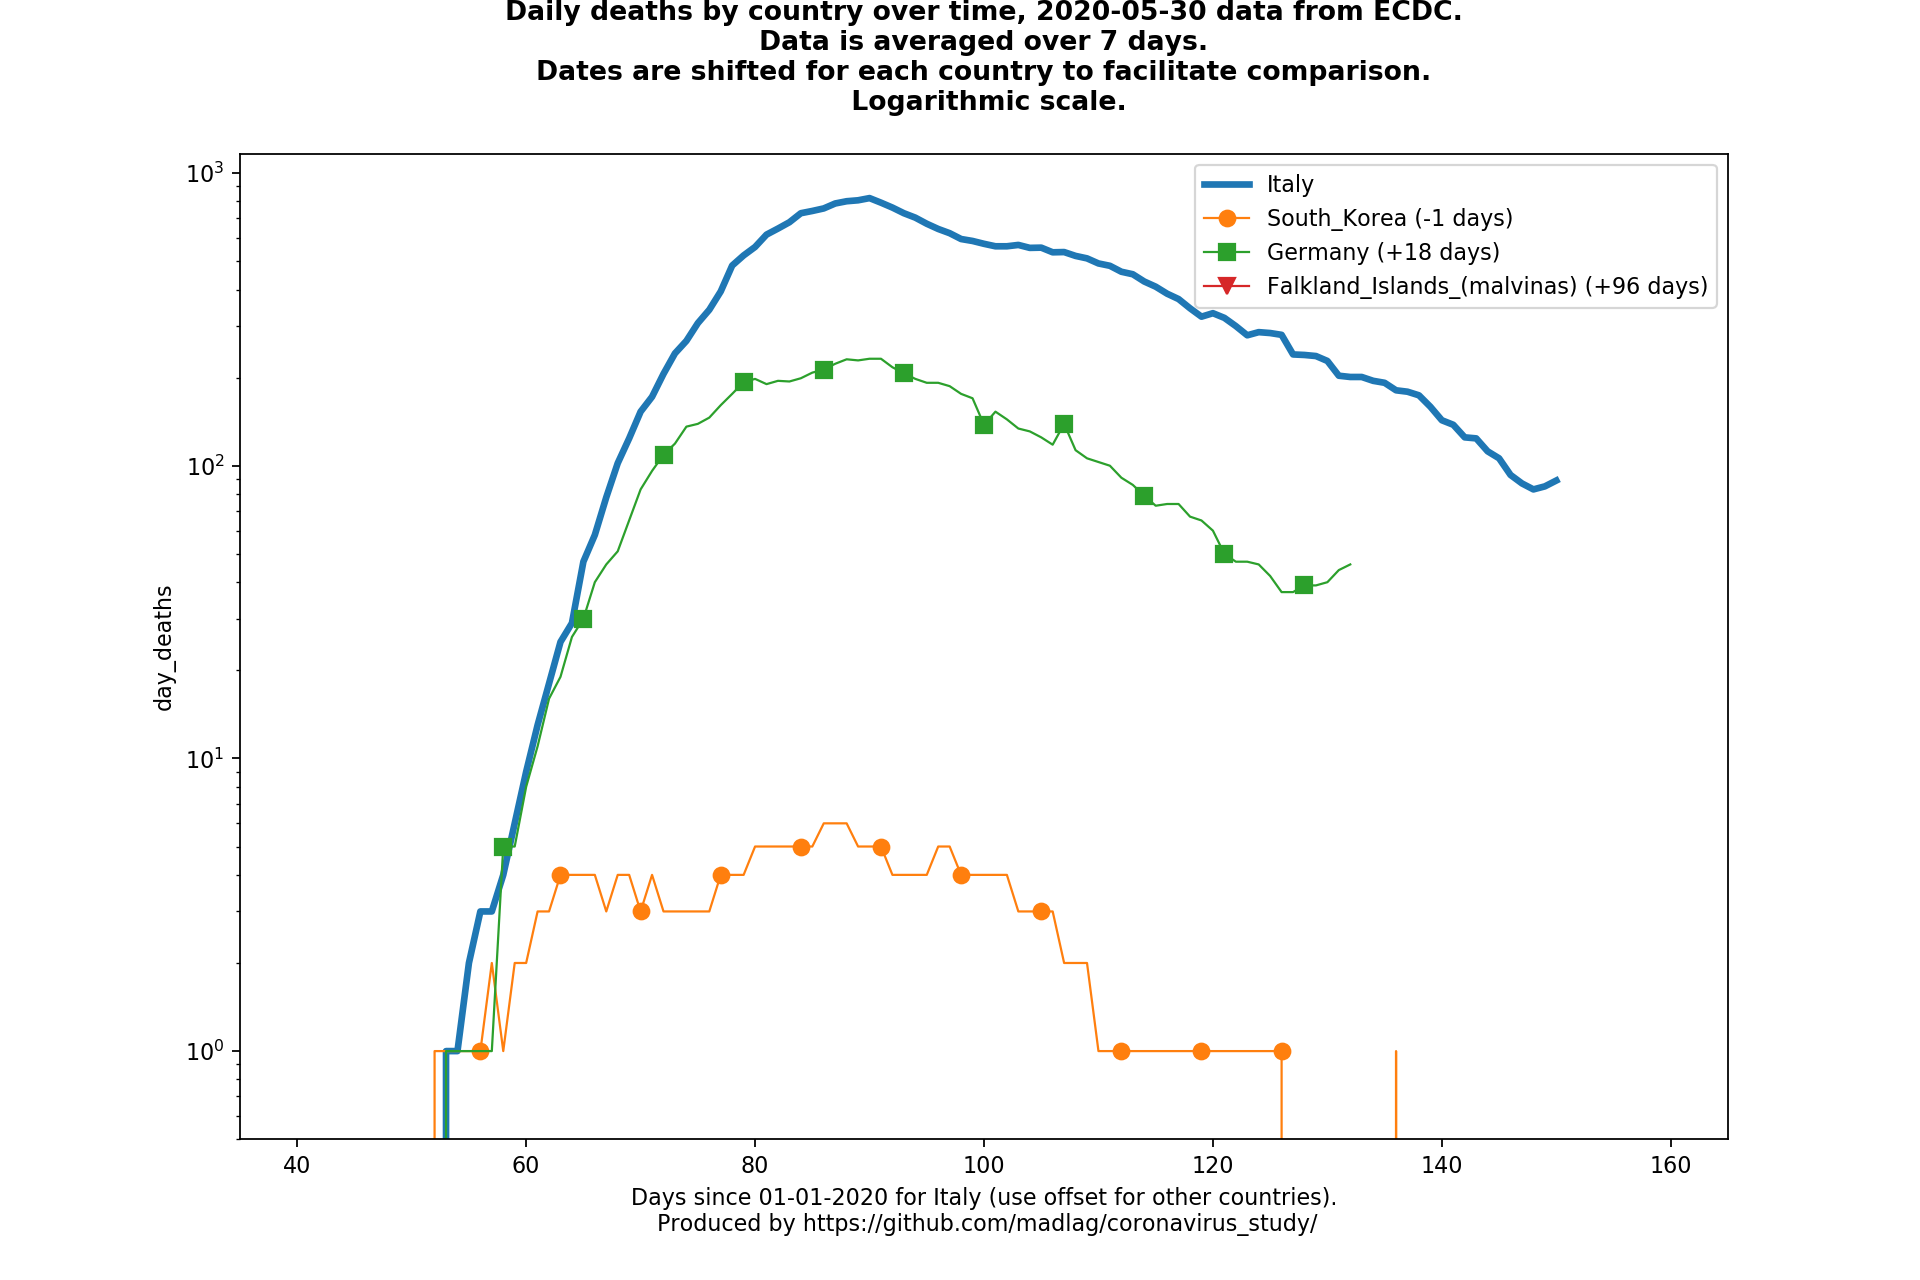 Daily deaths by country over time, 2020-05-30 data from ECDC.
Data is averaged over 7 days.
Dates are shifted for each country to facilitate comparison.
Logarithmic scale.
10³
10²
10¹
10⁰
day_deaths
Italy
South_Korea (-1 days)
Germany (+18 days)
Falkland_Islands_(malvinas) (+96 days)
40 60 80 100 120 140 160
Days since 01-01-2020 for Italy (use offset for other countries).
Produced by https://github.com/madlag/coronavirus_study/